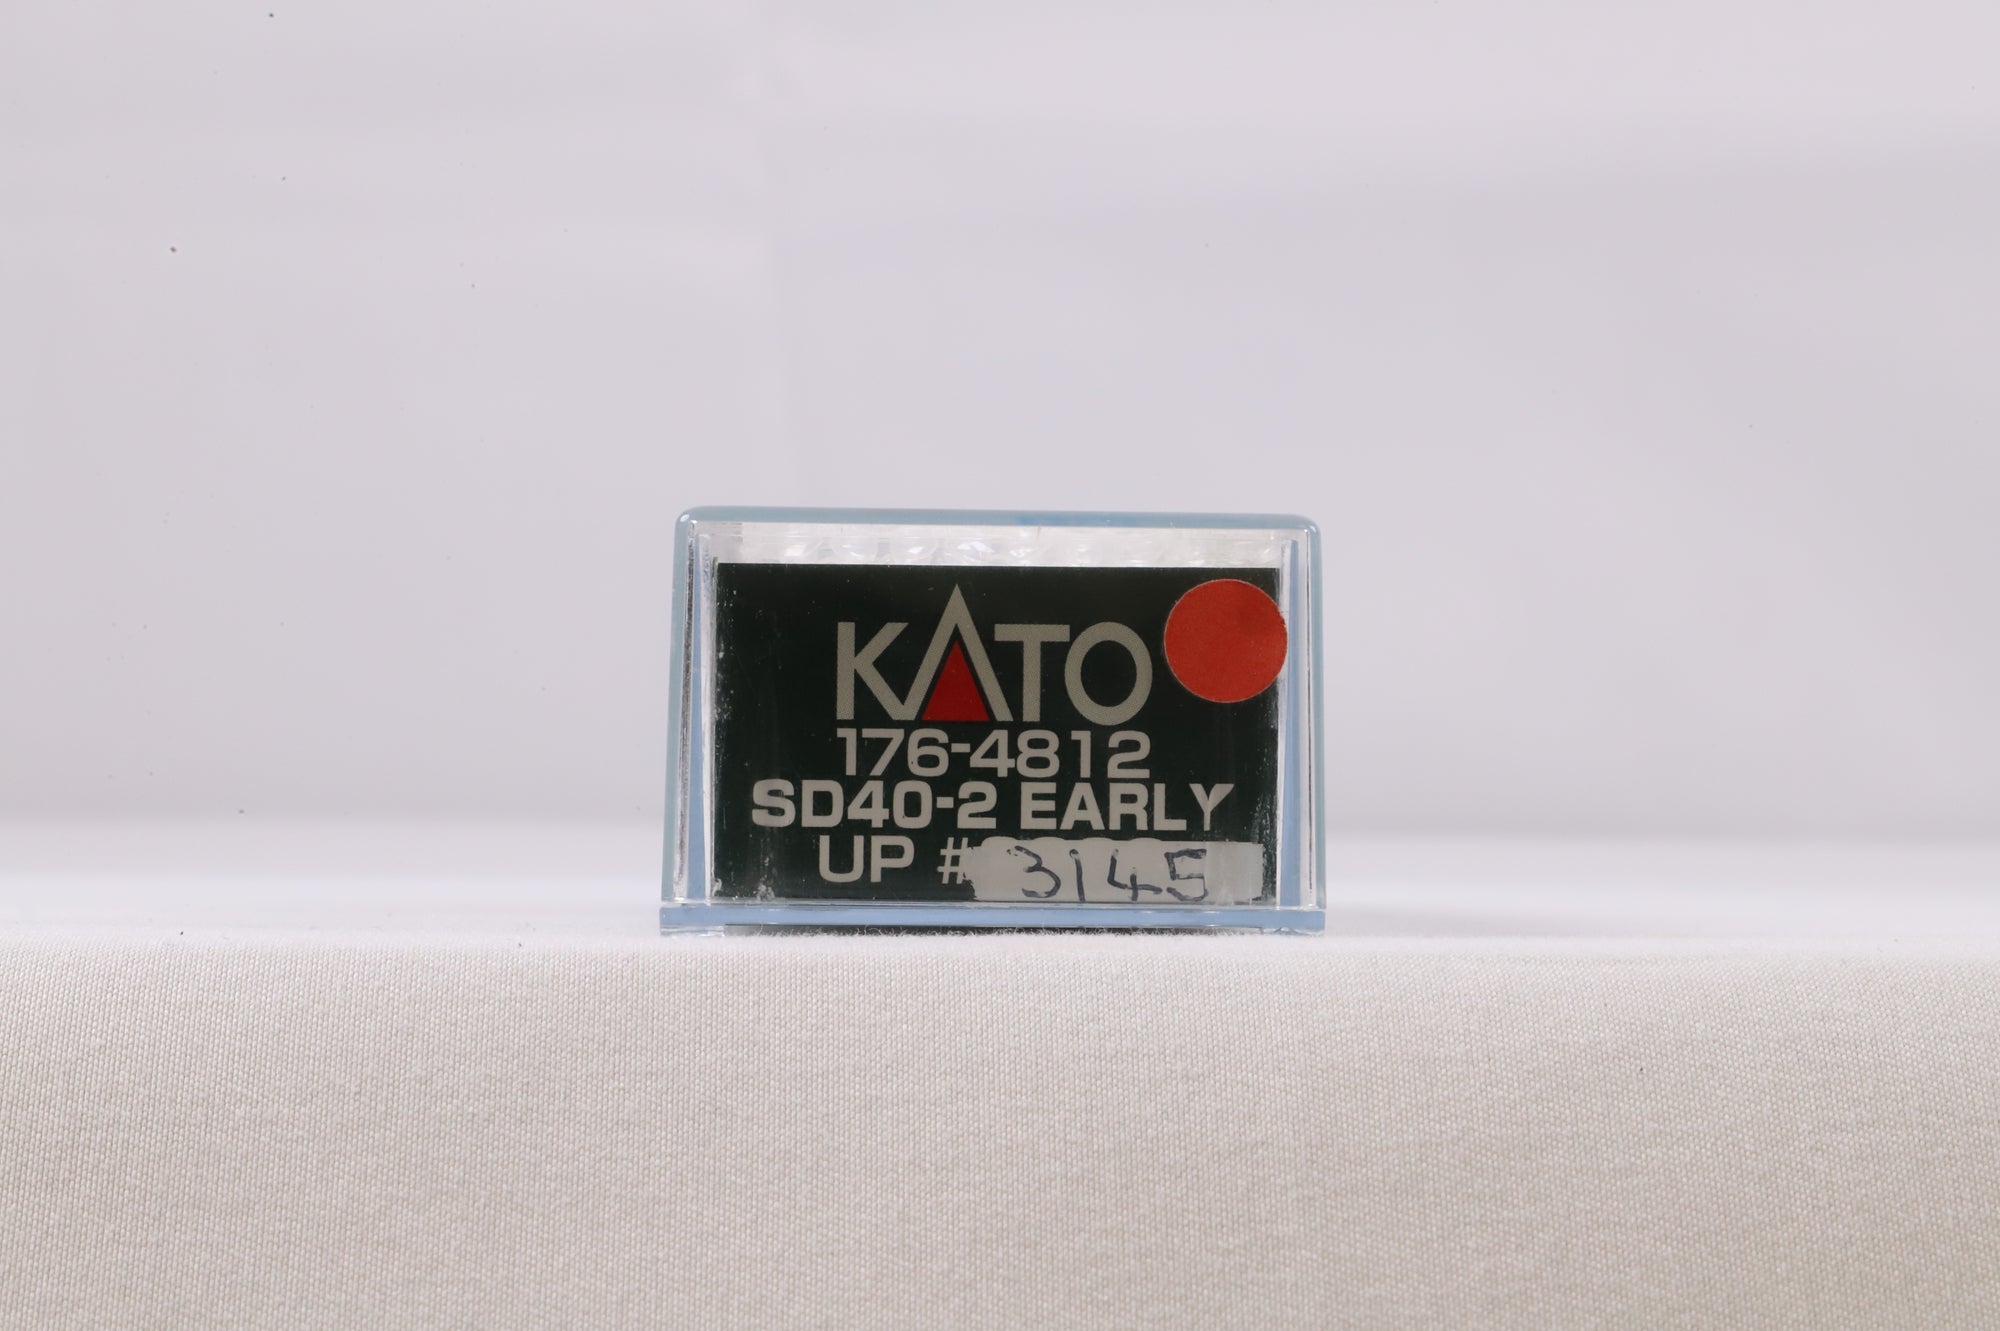 KATO
176-4812
SD40-2 EARLY
UP #3145